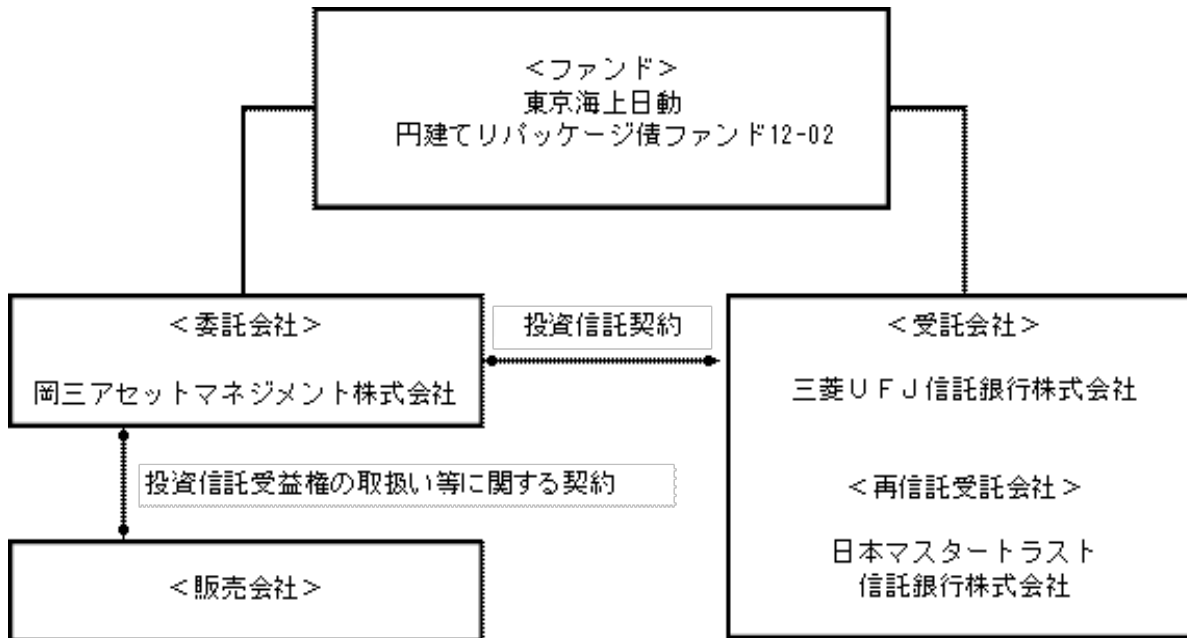 ＜ファンド＞
東京海上日動
円建てリパッケージ債ファンド12-02
＜委託会社＞
岡三アセットマネジメント株式会社
投資信託契約
＜受託会社＞
三菱ＵＦＪ信託銀行株式会社
＜再信託受託会社＞
日本マスタートラスト
信託銀行株式会社
投資信託受益権の取扱い等に関する契約
＜販売会社＞